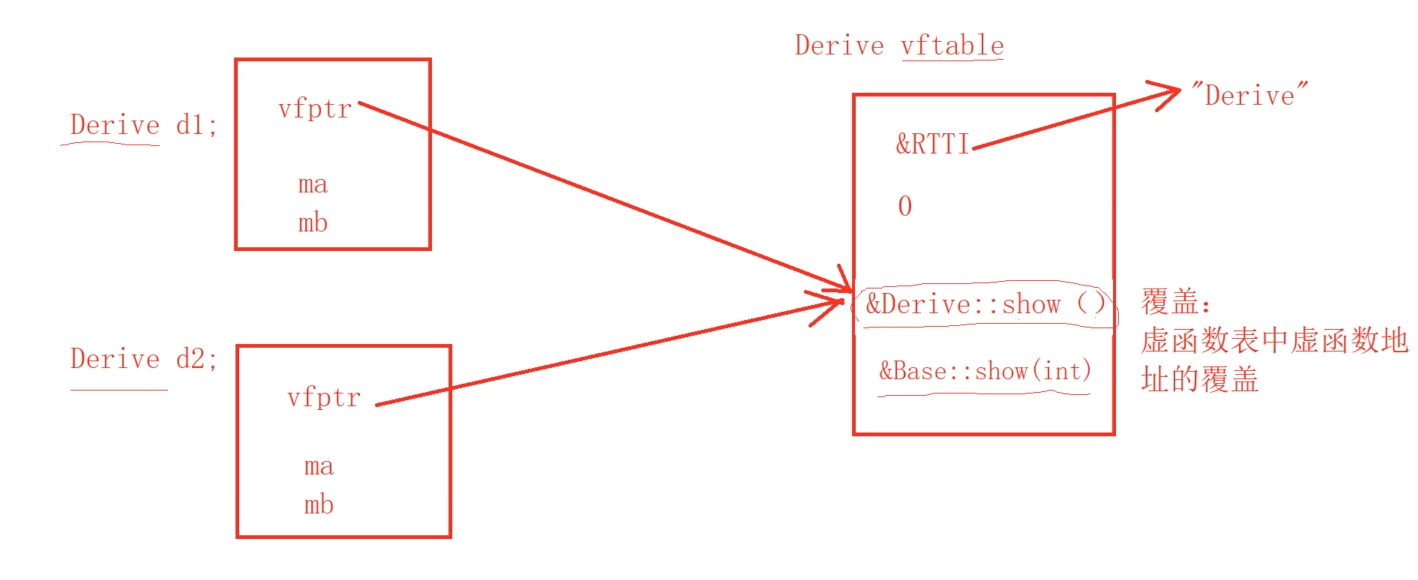 Derive vftable
Derive d1;
vfptr
ma
mb
&RTTI
"Derive"
0
&Derive::show ()
&Base::show(int)
覆盖:
虚函数表中虚函数地
址的覆盖
Derive d2;
vfptr
ma
mb